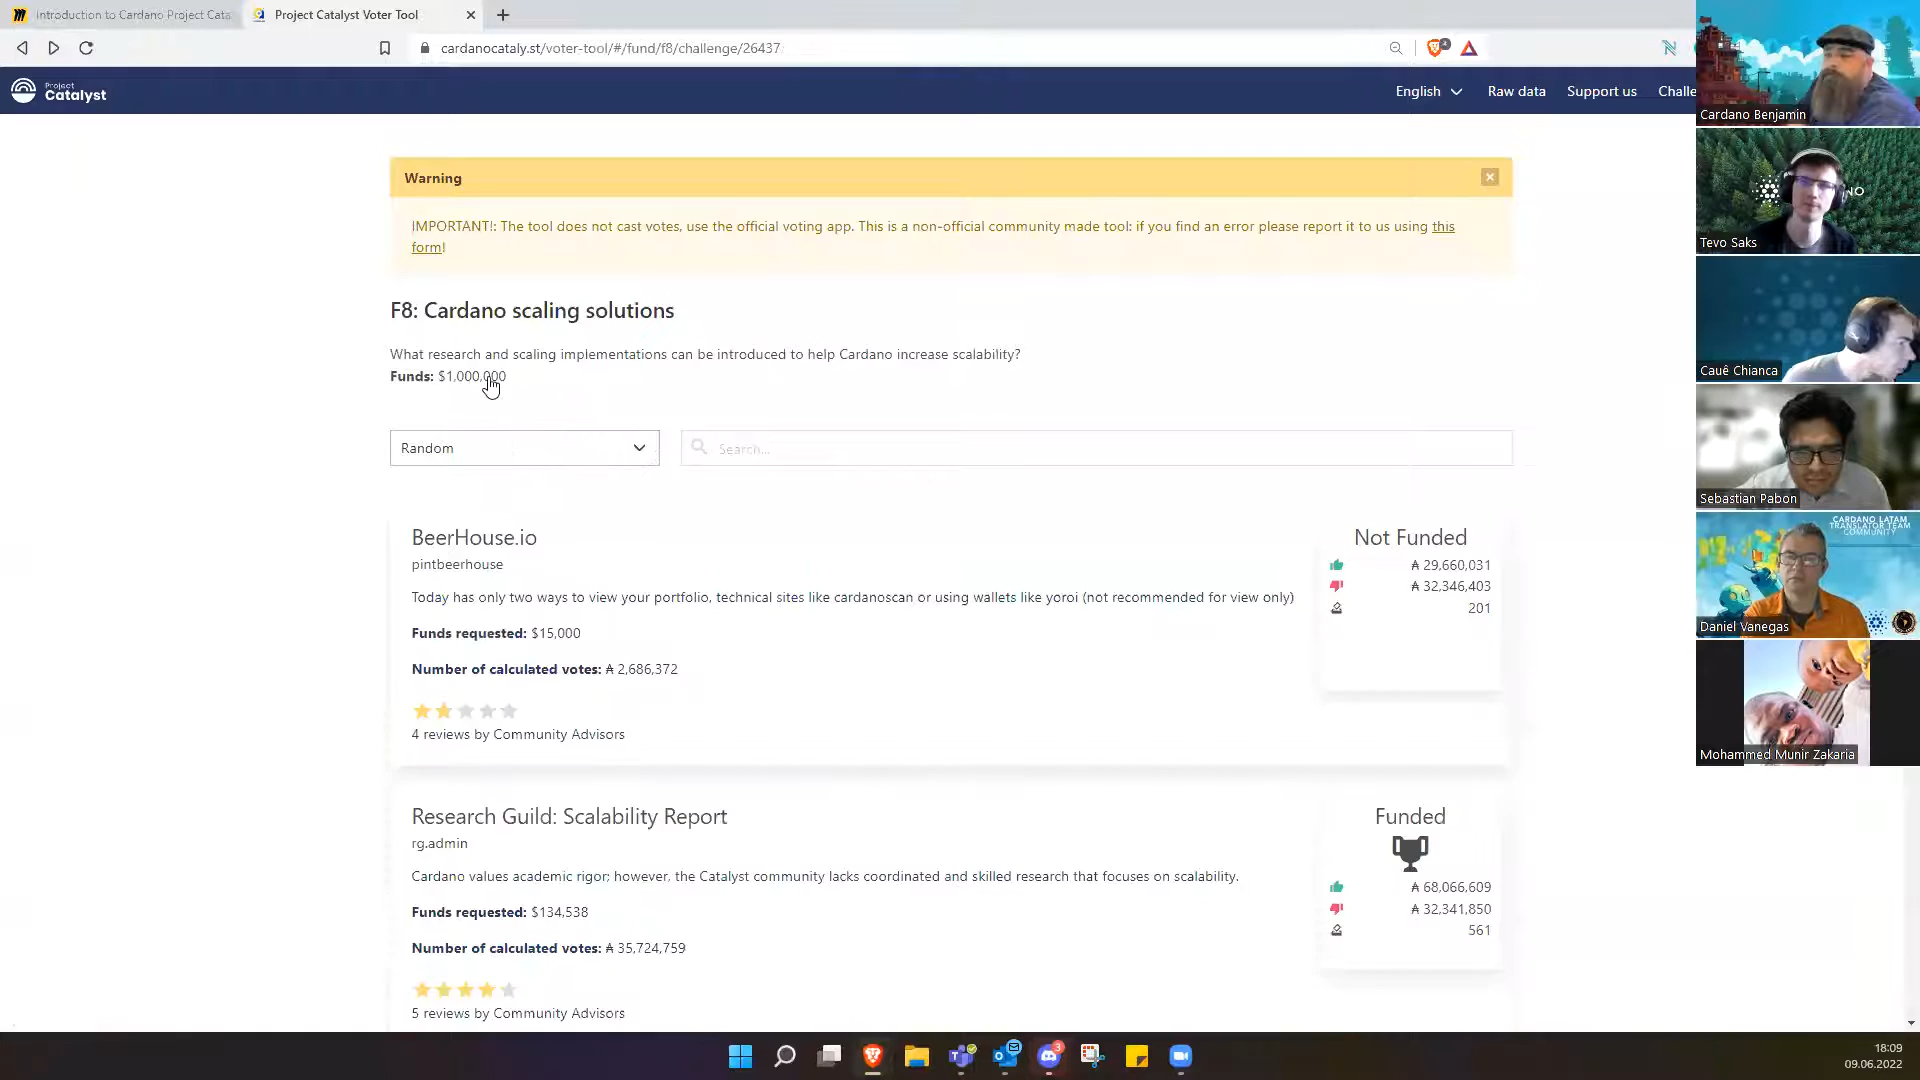 Introduction to Cardano Project Cata
Project Catalyst Voter Tool
cardanocataly.st/voter-tool/#/fund/f8/challenge/26437
Project
Catalyst
English
Raw data
Support us
Challe
Warning
IMPORTANT!: The tool does not cast votes, use the official voting app. This is a non-official community made tool: if you find an error please report it to us using this
form!
F8: Cardano scaling solutions
What research and scaling implementations can be introduced to help Cardano increase scalability?
Funds: $1,000,000
Random
Search...
BeerHouse.io
pintbeerhouse
Today has only two ways to view your portfolio, technical sites like cardanoscan or using wallets like yoroi (not recommended for view only)
Funds requested: $15,000
Number of calculated votes: ₳ 2,686,372
4 reviews by Community Advisors
Not Funded
₳ 29,660,031
₳ 32,346,403
201
Research Guild: Scalability Report
rg.admin
Cardano values academic rigor; however, the Catalyst community lacks coordinated and skilled research that focuses on scalability.
Funds requested: $134,538
Number of calculated votes: ₳ 35,724,759
5 reviews by Community Advisors
Funded
₳ 68,066,609
₳ 32,341,850
561
Cardano Benjamin
Tevo Saks
Cauê Chianca
Sebastian Pabon
CARDANO LATAM
TRANSLATOR TEAM
COMMUNITY
Daniel Vanegas
Mohammed Munir Zakaria
18:09
09.06.2022